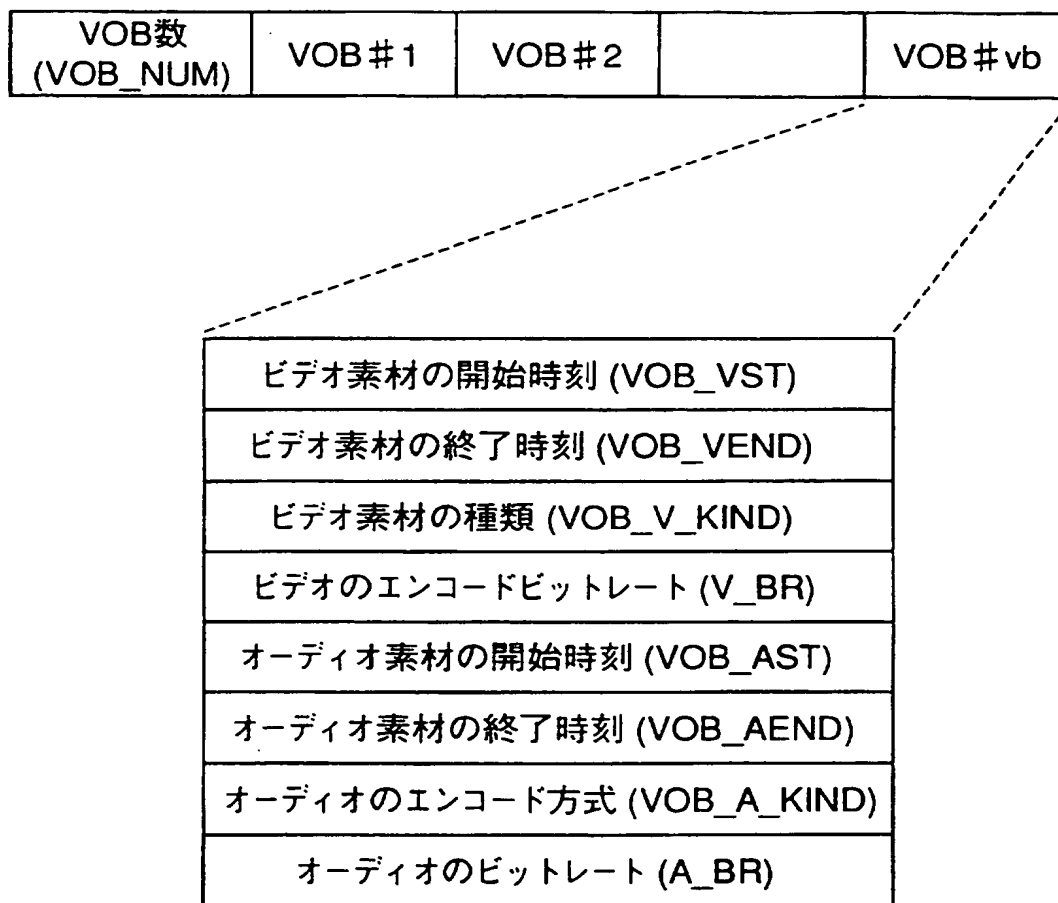 VOB数
(VOB_NUM)
VOB#1
VOB#2
VOB#vb
ビデオ素材の開始時刻 (VOB_VST)
ビデオ素材の終了時刻 (VOB_VEND)
ビデオ素材の種類 (VOB_V_KIND)
ビデオのエンコードビットレート (V_BR)
オーディオ素材の開始時刻 (VOB_AST)
オーディオ素材の終了時刻 (VOB_AEND)
オーディオのエンコード方式 (VOB_A_KIND)
オーディオのビットレート (A_BR)